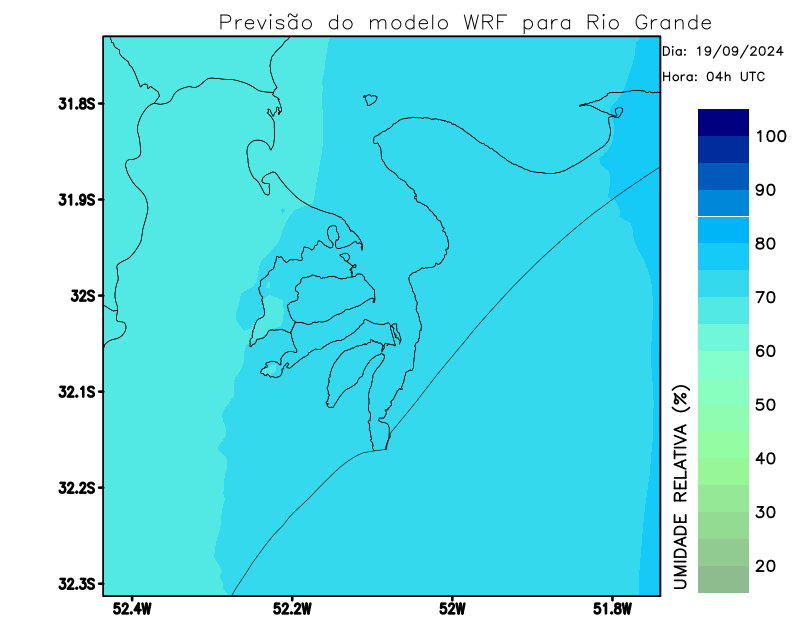 Previsão do modelo WRF para Rio Grande
Dia: 19/09/2024
Hora: 04h UTC
31.8S
31.9S
32S
32.1S
32.2S
32.3S
52.4W
52.2W
52W
51.8W
100
90
80
70
60
50
40
30
20
UMIDADE RELATIVA (%)